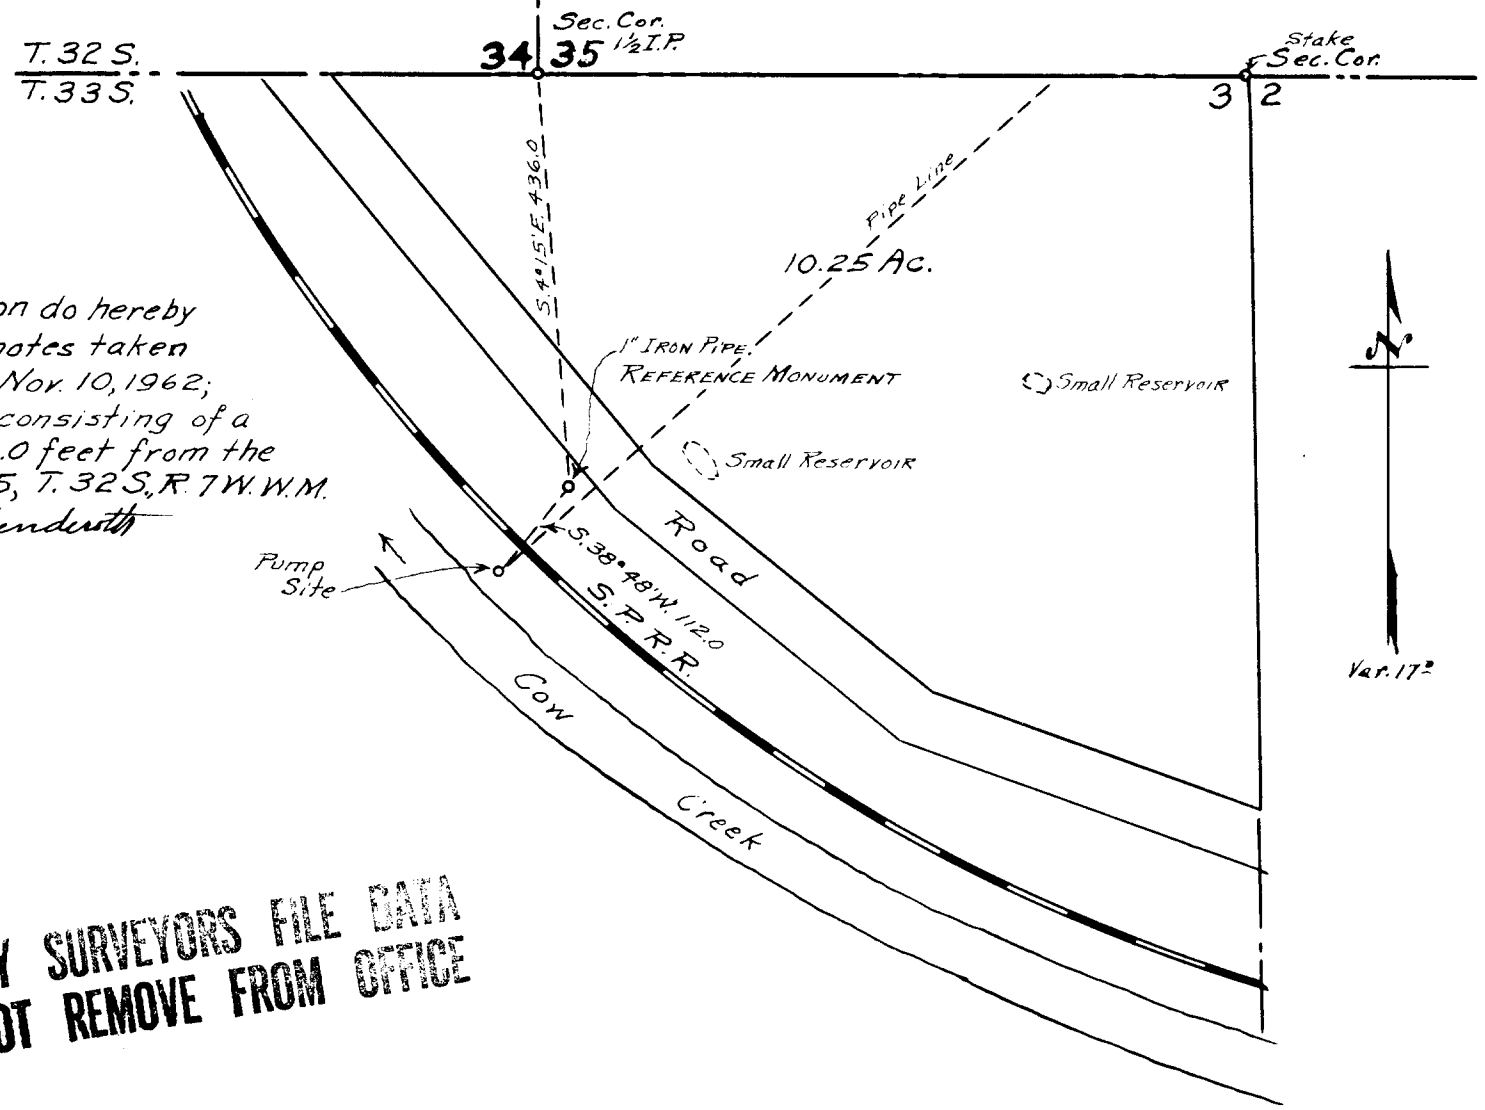 T. 32 S.
T. 33 S.
Sec. Cor.
1½ I.P.
34 35
Stake
Sec. Cor.
3 2
S. 4° 15' E. 436.0
Pipe Line
10.25 Ac.
1" IRON PIPE.
REFERENCE MONUMENT
Small Reservoir
Small Reservoir
N
Var. 17°
on do hereby
notes taken
Nov. 10, 1962;
consisting of a
.0 feet from the
5, T. 32 S., R. 7 W. W.M.
Pump
Site
S. 38° 48' W. 112.0
S. P. R. R.
Road
Cow
Creek
Y SURVEYORS FILE DATA
OT REMOVE FROM OFFICE